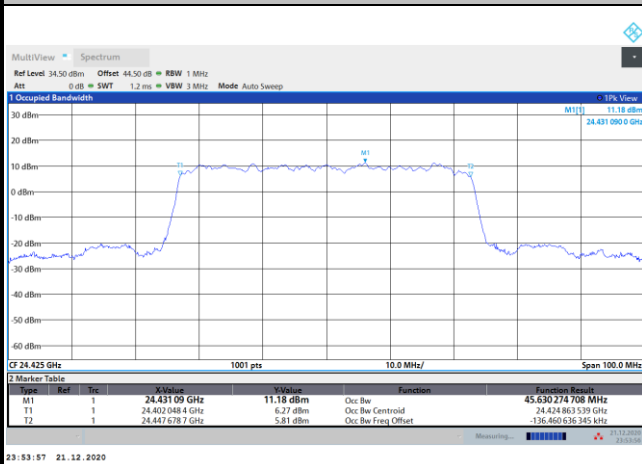 MultiView Spectrum
Ref Level 34.50 dBm Offset 44.50 dB RBW 1 MHz
Att 0 dB SWT 1.2 ms VBW 3 MHz Mode Auto Sweep
1 Occupied Bandwidth 1Pk View
M1[1] 11.18 dBm
24.431 090 0 GHz
30 dBm
20 dBm
M1
T1 T2
10 dBm
0 dBm
-10 dBm
-20 dBm
-30 dBm
-40 dBm
-50 dBm
-60 dBm
CF 24.425 GHz 1001 pts 10.0 MHz/ Span 100.0 MHz
2 Marker Table
Type Ref Trc X-Value Y-Value Function Function Result
M1 1 24.431 09 GHz 11.18 dBm Occ Bw 45.630 274 708 MHz
T1 1 24.402 048 4 GHz 6.27 dBm Occ Bw Centroid 24.424 863 539 GHz
T2 1 24.447 678 7 GHz 5.81 dBm Occ Bw Freq Offset -136.460 636 345 kHz
Measuring... 21.12.2020
23:53:56
23:53:57 21.12.2020